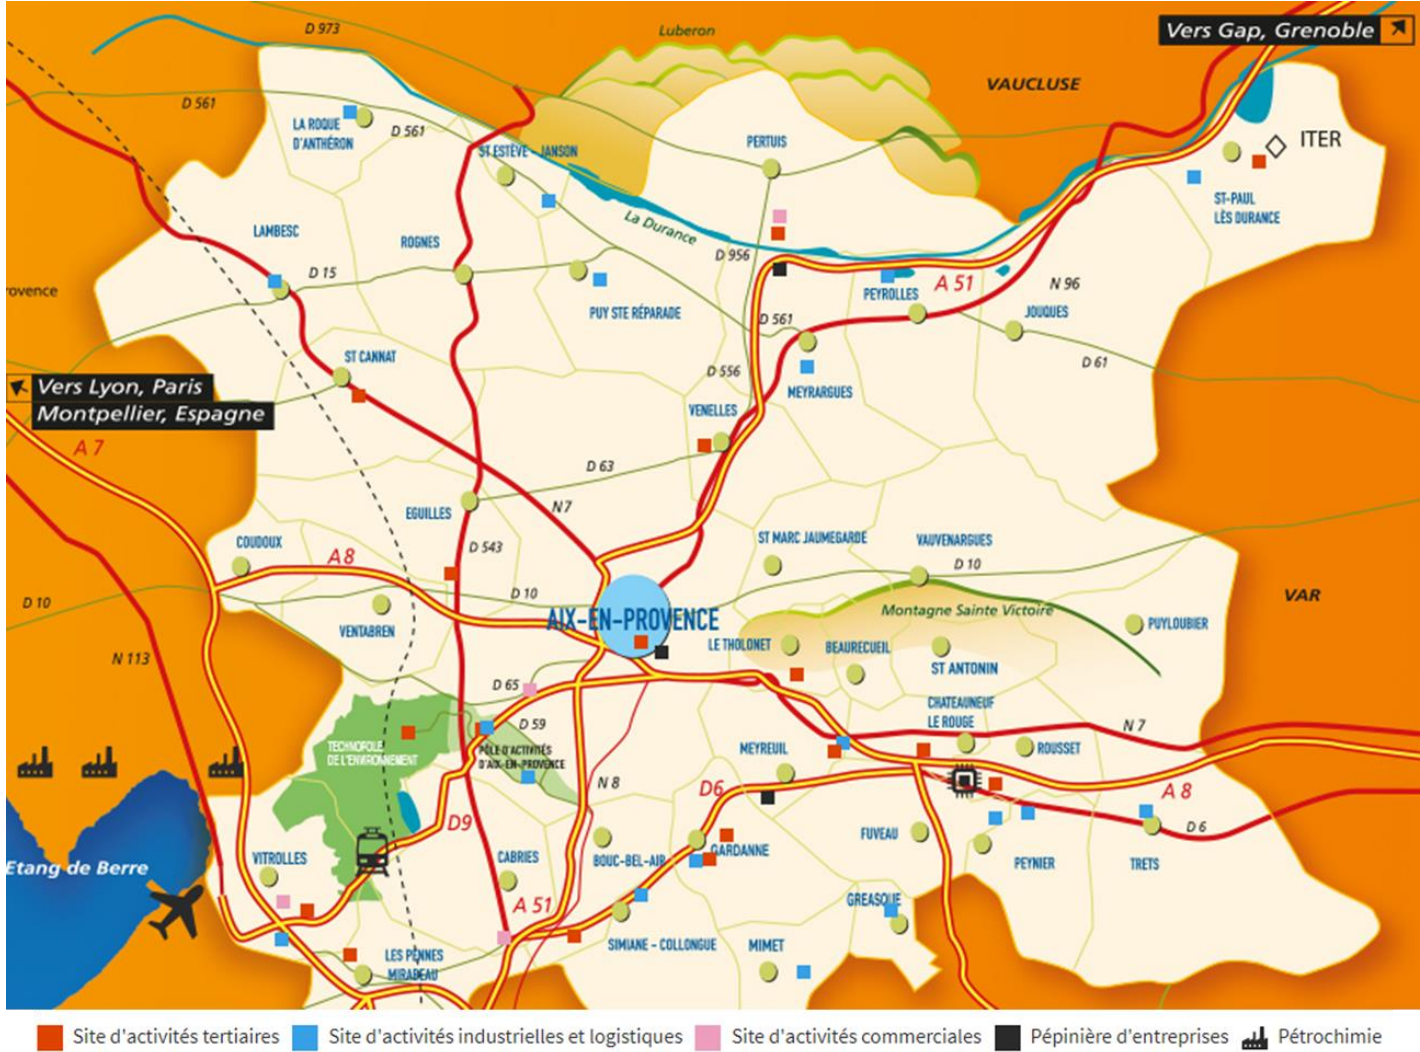 D 973
Luberon
Vers Gap, Grenoble
VAUCLUSE
D 561
LA ROQUE
D'ANTHÉRON
D 561
ST ESTÈVE - JANSON
PERTUIS
ITER
ST-PAUL
LÈS DURANCE
LAMBESC
ROGNES
La Durance
D 956
D 15
rovence
PUY STE RÉPARADE
PEYROLLES
A 51
N 96
JOUQUES
D 561
D 61
ST CANNAT
D 556
MEYRARGUES
Vers Lyon, Paris
Montpellier, Espagne
VENELLES
A 7
D 63
N7
EGUILLES
COUDOUX
A8
D 543
ST MARC JAUMEGARDE
VAUVENARGUES
D 10
D 10
D 10
VAR
AIX-EN-PROVENCE
Montagne Sainte Victoire
PUYLOUBIER
VENTABREN
LE THOLONET
BEAURECUEIL
ST ANTONIN
N 113
D 65
CHATEAUNEUF
LE ROUGE
D 59
N 7
TECHNOPOLE
DE L'ENVIRONNEMENT
PÔLE D'ACTIVITÉS
D'AIX-EN-PROVENCE
MEYREUIL
ROUSSET
N 8
D6
A 8
D9
D 6
FUVEAU
Etang de Berre
VITROLLES
CABRIES
BOUC-BEL-AIR
GARDANNE
PEYNIER
TRETS
A 51
GREASQUE
LES PENNES
MIRABEAU
SIMIANE - COLLONGUE
MIMET
Site d'activités tertiaires
Site d'activités industrielles et logistiques
Site d'activités commerciales
Pépinière d'entreprises
Pétrochimie